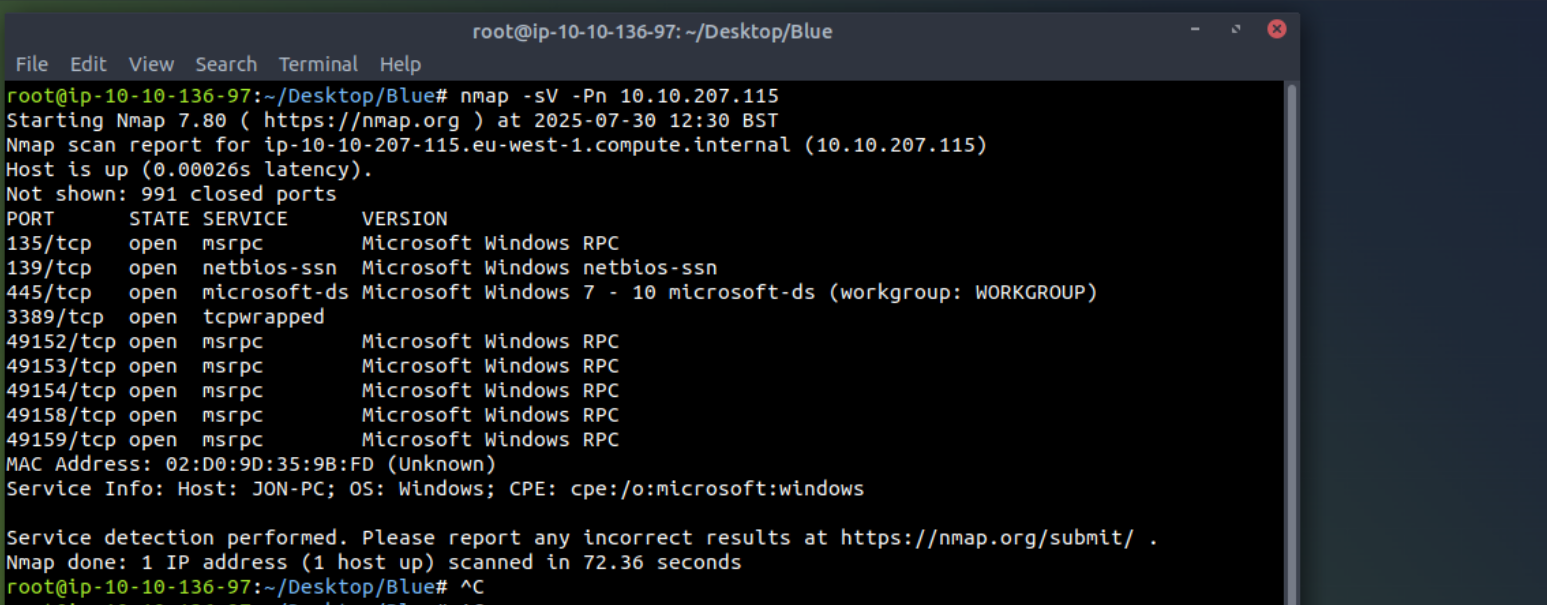 root@ip-10-10-136-97: ~/Desktop/Blue
File Edit View Search Terminal Help
root@ip-10-10-136-97:~/Desktop/Blue# nmap -sV -Pn 10.10.207.115
Starting Nmap 7.80 ( https://nmap.org ) at 2025-07-30 12:30 BST
Nmap scan report for ip-10-10-207-115.eu-west-1.compute.internal (10.10.207.115)
Host is up (0.00026s latency).
Not shown: 991 closed ports
PORT      STATE SERVICE      VERSION
135/tcp   open  msrpc        Microsoft Windows RPC
139/tcp   open  netbios-ssn  Microsoft Windows netbios-ssn
445/tcp   open  microsoft-ds Microsoft Windows 7 - 10 microsoft-ds (workgroup: WORKGROUP)
3389/tcp  open  tcpwrapped
49152/tcp open  msrpc        Microsoft Windows RPC
49153/tcp open  msrpc        Microsoft Windows RPC
49154/tcp open  msrpc        Microsoft Windows RPC
49158/tcp open  msrpc        Microsoft Windows RPC
49159/tcp open  msrpc        Microsoft Windows RPC
MAC Address: 02:D0:9D:35:9B:FD (Unknown)
Service Info: Host: JON-PC; OS: Windows; CPE: cpe:/o:microsoft:windows
Service detection performed. Please report any incorrect results at https://nmap.org/submit/ .
Nmap done: 1 IP address (1 host up) scanned in 72.36 seconds
root@ip-10-10-136-97:~/Desktop/Blue# ^C